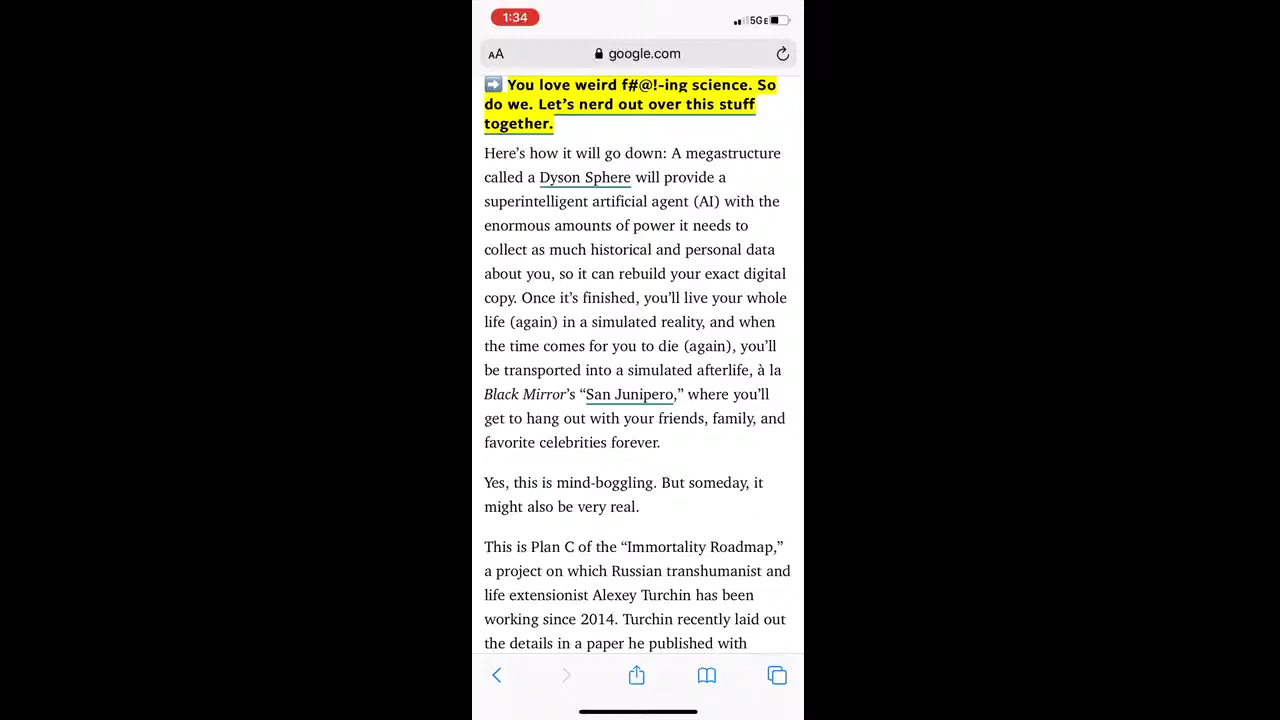 1:34
5GE
AA
google.com
➡️ You love weird f#@!-ing science. So
do we. Let’s nerd out over this stuff
together.
Here’s how it will go down: A megastructure
called a Dyson Sphere will provide a
superintelligent artificial agent (AI) with the
enormous amounts of power it needs to
collect as much historical and personal data
about you, so it can rebuild your exact digital
copy. Once it’s finished, you’ll live your whole
life (again) in a simulated reality, and when
the time comes for you to die (again), you’ll
be transported into a simulated afterlife, à la
Black Mirror’s “San Junipero,” where you’ll
get to hang out with your friends, family, and
favorite celebrities forever.
Yes, this is mind-boggling. But someday, it
might also be very real.
This is Plan C of the “Immortality Roadmap,”
a project on which Russian transhumanist and
life extensionist Alexey Turchin has been
working since 2014. Turchin recently laid out
the details in a paper he published with